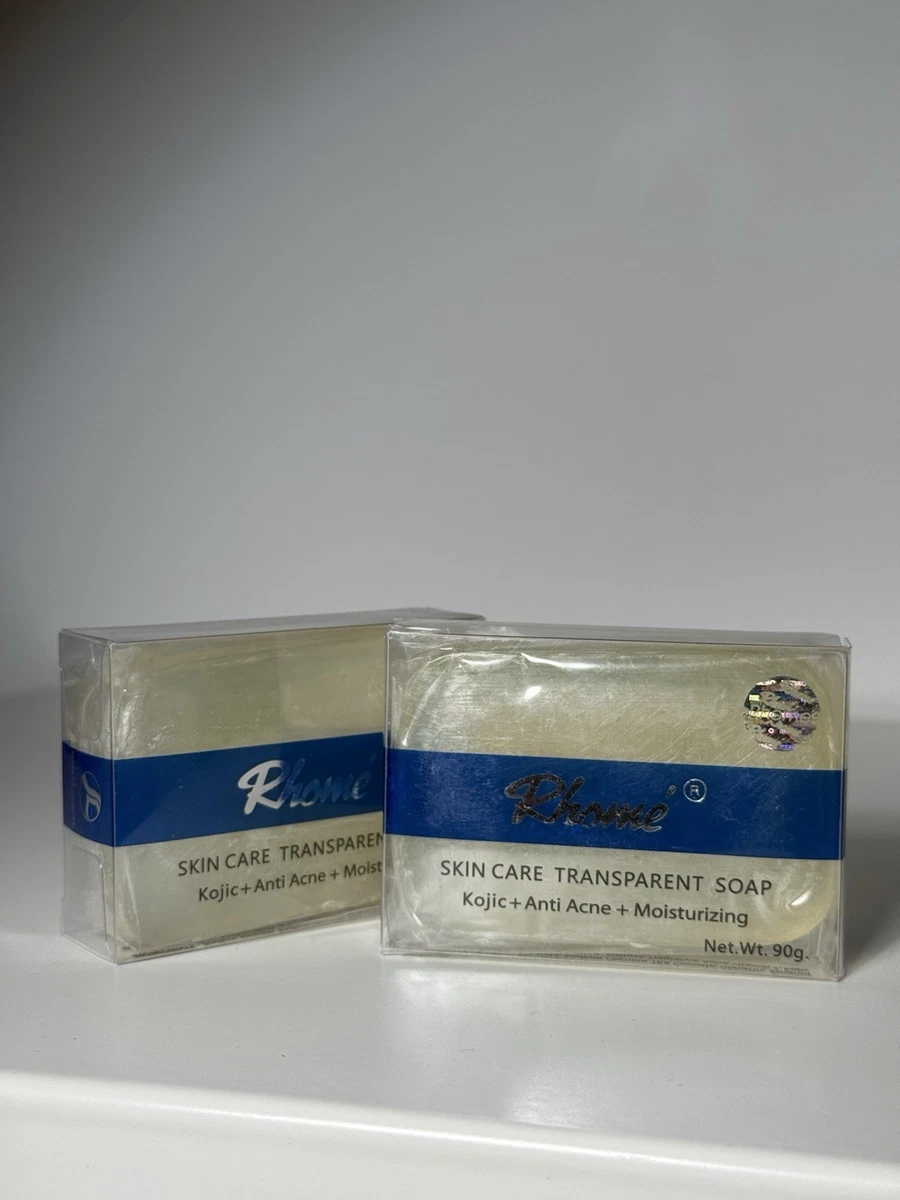 Rhomé
SKIN CARE TRANSPAREN
Kojic+Anti Acne + Moist
Rhomé ®
SKIN CARE TRANSPARENT SOAP
Kojic+Anti Acne + Moisturizing
Net.Wt. 90g.